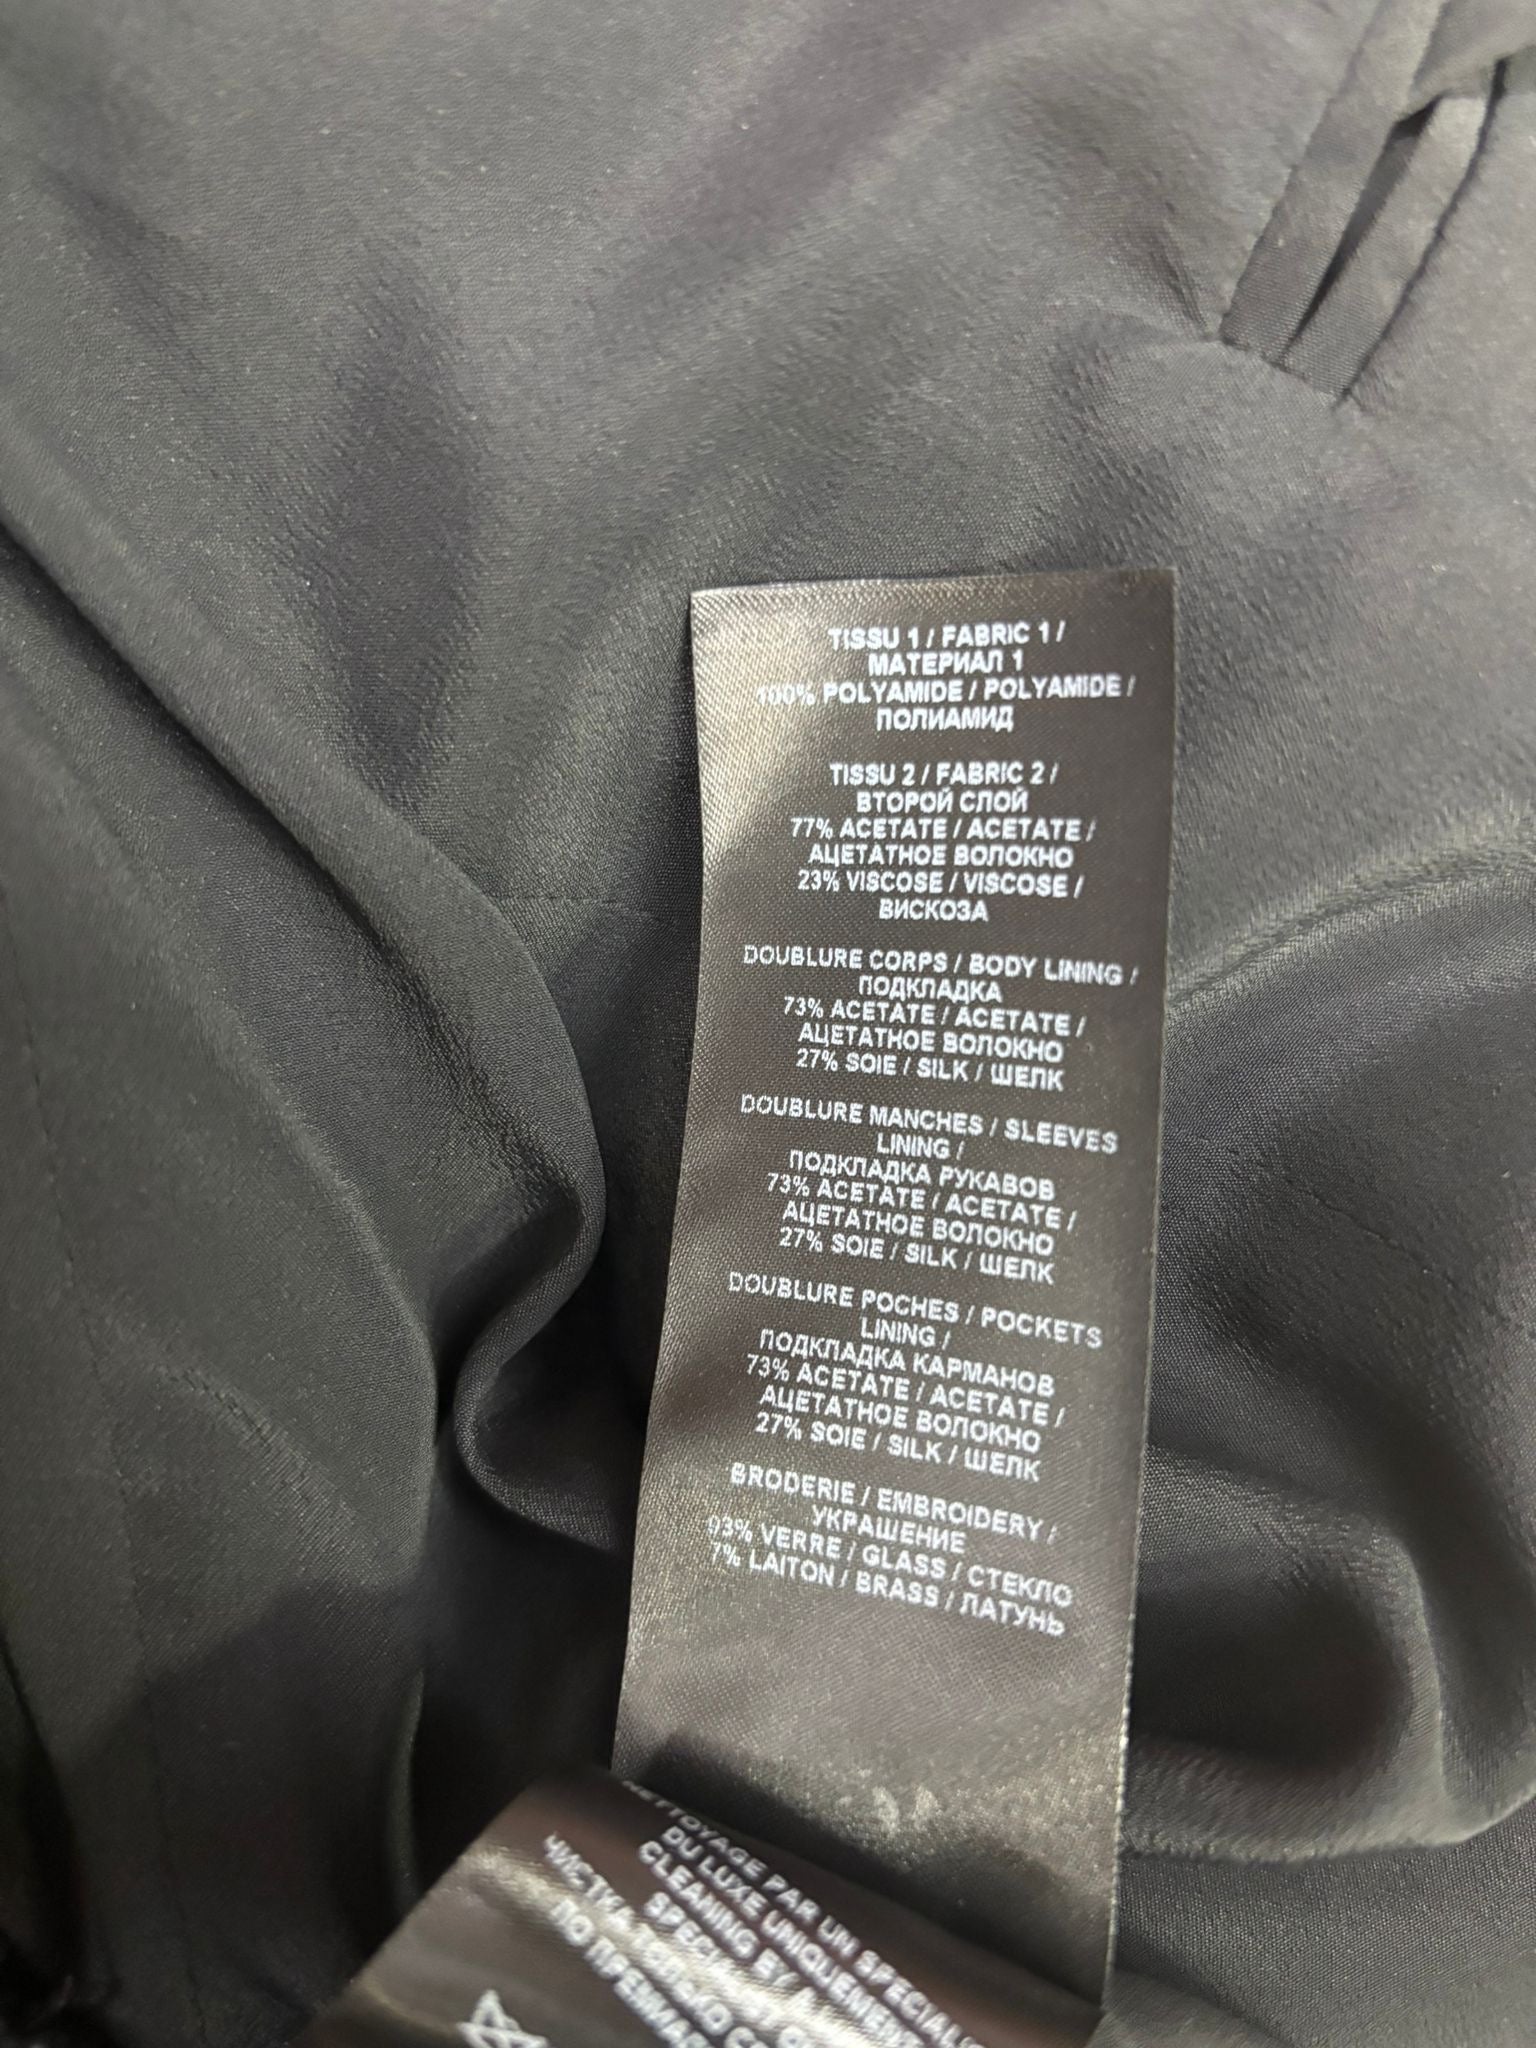 TISSU 1 / FABRIC 1 /
МАТЕРИАЛ 1
100% POLYAMIDE / POLYAMIDE /
ПОЛИАМИД
TISSU 2 / FABRIC 2 /
ВТОРОЙ СЛОЙ
77% ACETATE / ACETATE /
АЦЕТАТНОЕ ВОЛОКНО
23% VISCOSE / VISCOSE /
ВИСКОЗА
DOUBLURE CORPS / BODY LINING /
ПОДКЛАДКА
73% ACETATE / ACETATE /
АЦЕТАТНОЕ ВОЛОКНО
27% SOIE / SILK / ШЕЛК
DOUBLURE MANCHES / SLEEVES
LINING /
ПОДКЛАДКА РУКАВОВ
73% ACETATE / ACETATE /
АЦЕТАТНОЕ ВОЛОКНО
27% SOIE / SILK / ШЕЛК
DOUBLURE POCHES / POCKETS
LINING /
ПОДКЛАДКА КАРМАНОВ
73% ACETATE / ACETATE /
АЦЕТАТНОЕ ВОЛОКНО
27% SOIE / SILK / ШЕЛК
BRODERIE / EMBROIDERY /
УКРАШЕНИЕ
93% VERRE / GLASS / СТЕКЛО
7% LAITON / BRASS / ЛАТУНЬ
PAR UN
DU LUXE
CLEANING BY